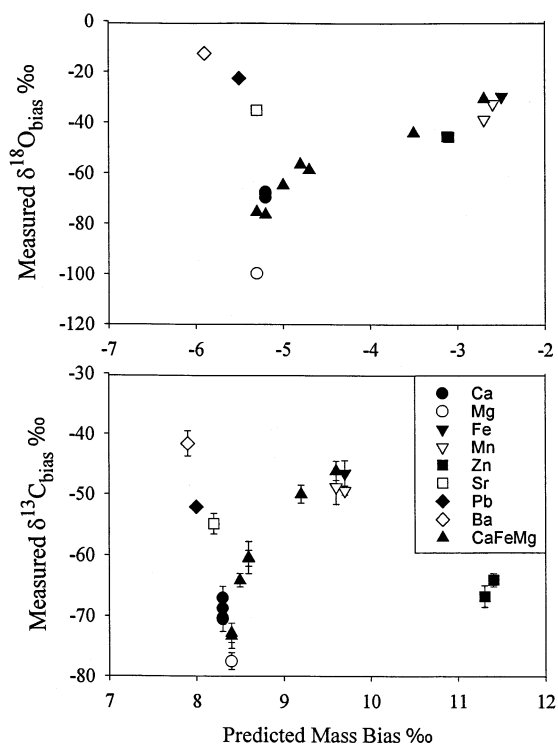 Measured δ18Obias ‰
0
-20
-40
-60
-80
-100
-120
-7 -6 -5 -4 -3 -2
Measured δ13Cbias ‰
-30
-40
-50
-60
-70
-80
Ca
Mg
Fe
Mn
Zn
Sr
Pb
Ba
CaFeMg
7 8 9 10 11 12
Predicted Mass Bias ‰